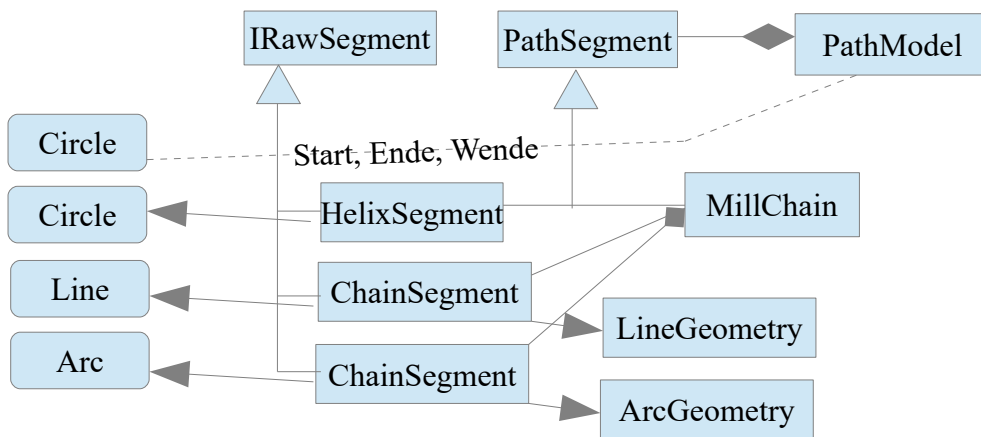 IRawSegment
PathSegment
PathModel
Circle
Start, Ende, Wende
Circle
HelixSegment
MillChain
Line
ChainSegment
LineGeometry
Arc
ChainSegment
ArcGeometry